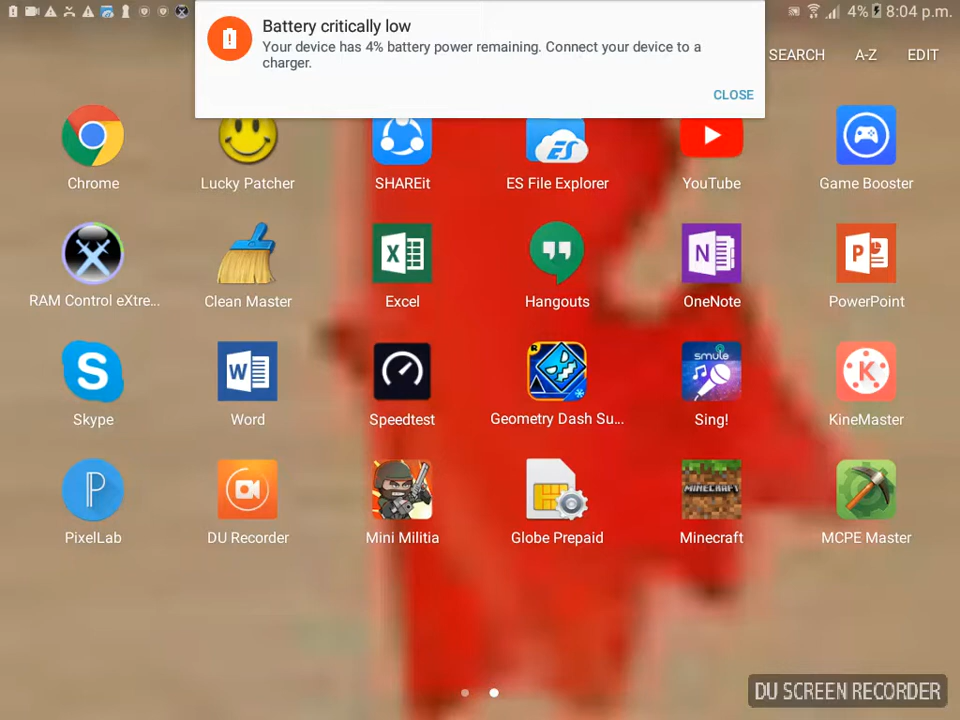 4% 8:04 p.m.
Battery critically low
Your device has 4% battery power remaining. Connect your device to a
charger.
CLOSE
SEARCH A-Z EDIT
Chrome Lucky Patcher SHAREit ES File Explorer YouTube Game Booster
RAM Control eXtre... Clean Master Excel Hangouts OneNote PowerPoint
smule
Skype Word Speedtest Geometry Dash Su... Sing! KineMaster
MINECRAFT
PixelLab DU Recorder Mini Militia Globe Prepaid Minecraft MCPE Master
DU SCREEN RECORDER